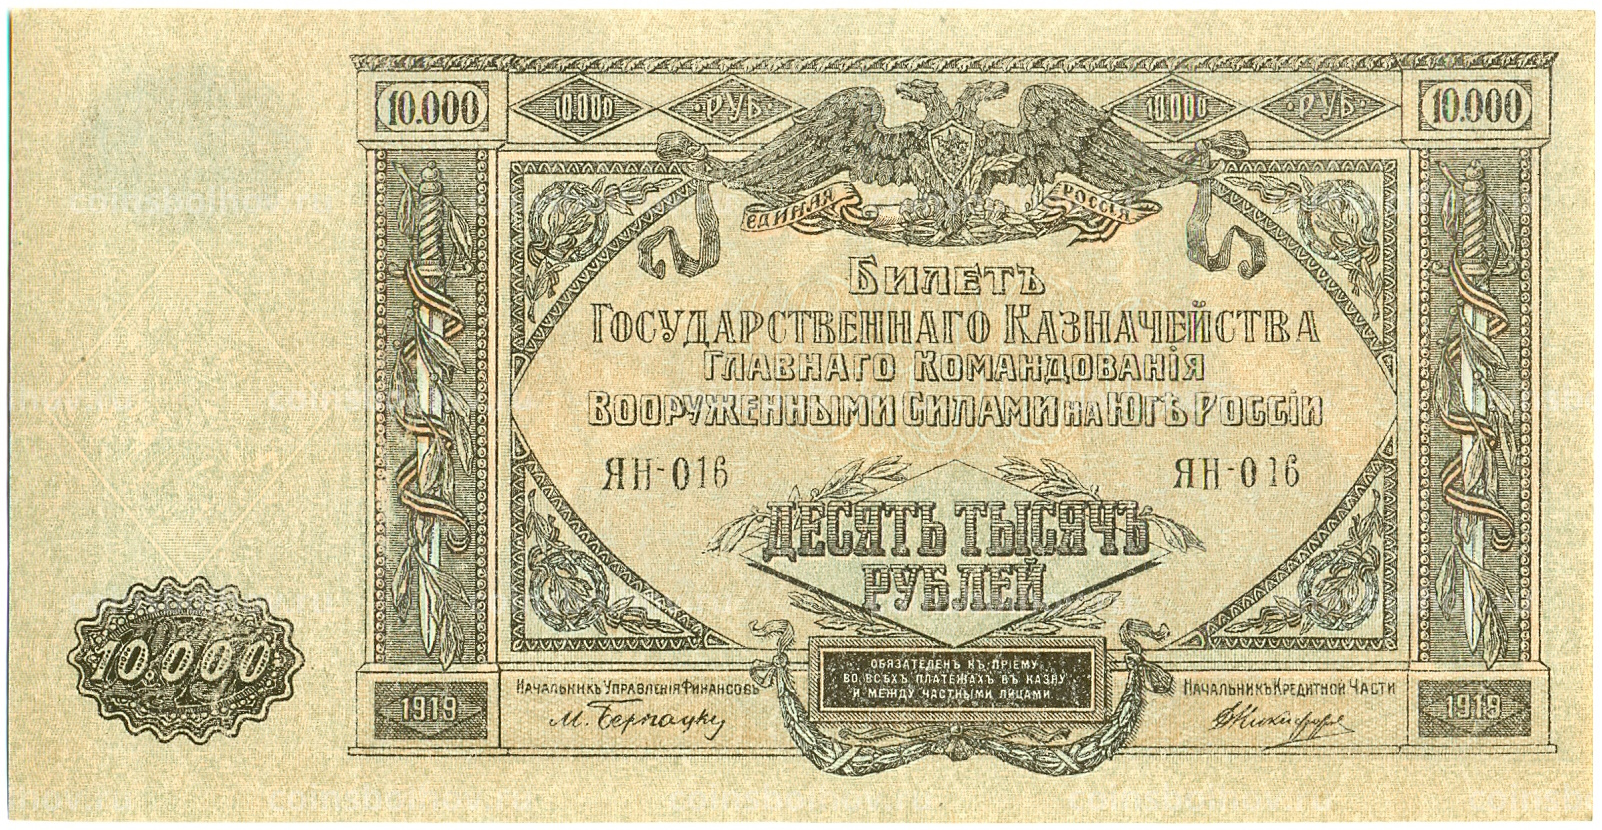 10.000 10.000 РУБ 10.000 РУБ 10.000
ЕДИНАЯ РОССІЯ
БИЛЕТЪ
ГОСУДАРСТВЕННАГО КАЗНАЧЕЙСТВА
ГЛАВНАГО КОМАНДОВАНІЯ
ВООРУЖЕННЫМИ СИЛАМИ НА ЮГѢ РОССІИ
ЯН-016 ЯН-016
ДЕСЯТЬ ТЫСЯЧЪ
РУБЛЕЙ
10.000
ОБЯЗАТЕЛЕНЪ КЪ ПРІЕМУ
ВО ВСѢХЪ ПЛАТЕЖАХЪ ВЪ КАЗНУ
И МЕЖДУ ЧАСТНЫМИ ЛИЦАМИ
1919 НАЧАЛЬНИКЪ УПРАВЛЕНІЯ ФИНАНСОВЪ НАЧАЛЬНИКЪ КРЕДИТНОЙ ЧАСТИ 1919
coinsbolhov.ru